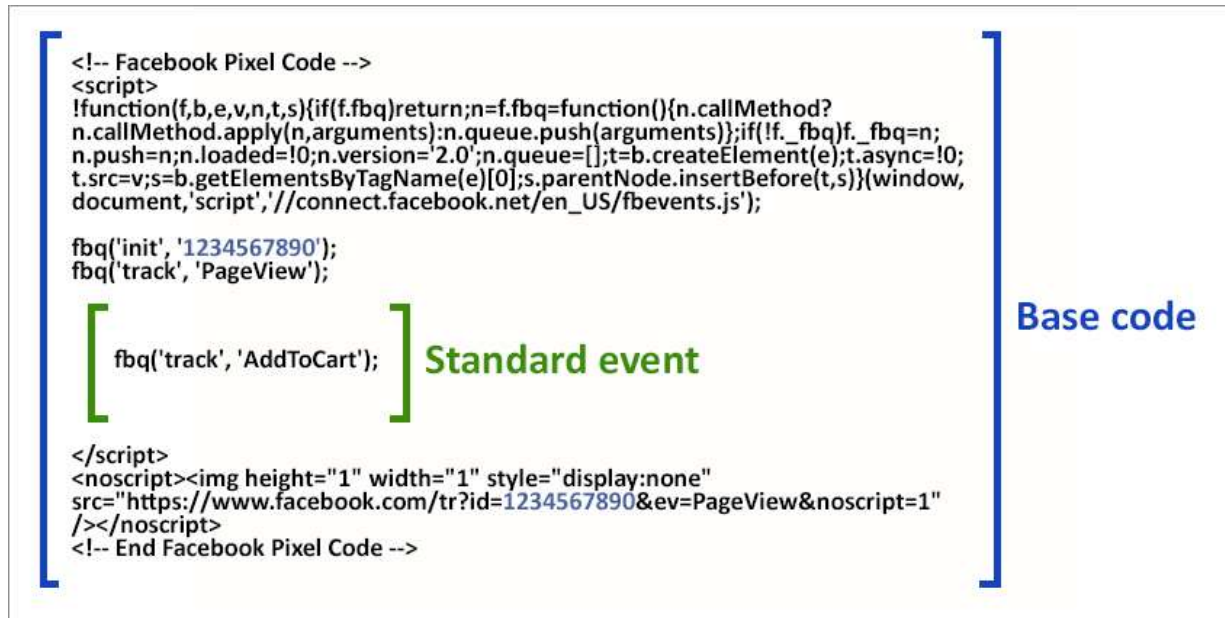 <!-- Facebook Pixel Code -->
<script>
!function(f,b,e,v,n,t,s){if(f.fbq)return;n=f.fbq=function(){n.callMethod?
n.callMethod.apply(n,arguments):n.queue.push(arguments)};if(!f._fbq)f._fbq=n;
n.push=n;n.loaded=!0;n.version='2.0';n.queue=[];t=b.createElement(e);t.async=!0;
t.src=v;s=b.getElementsByTagName(e)[0];s.parentNode.insertBefore(t,s)}(window,
document,'script','//connect.facebook.net/en_US/fbevents.js');
fbq('init', '1234567890');
fbq('track', 'PageView');
fbq('track', 'AddToCart');
Standard event
Base code
</script>
<noscript><img height="1" width="1" style="display:none"
src="https://www.facebook.com/tr?id=1234567890&ev=PageView&noscript=1"
/></noscript>
<!-- End Facebook Pixel Code -->